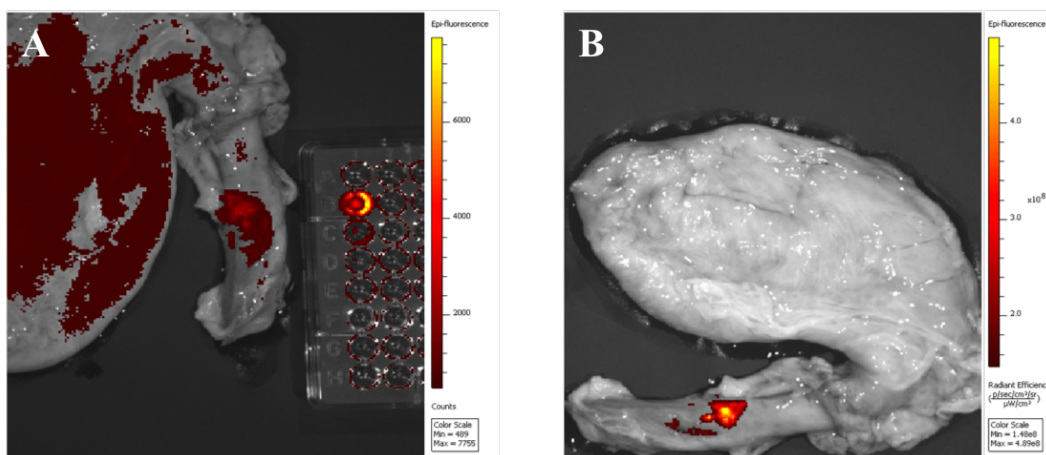 A
Epi-fluorescence
6000
4000
2000
Counts
Color Scale
Min = 489
Max = 7755
A
B
C
D
E
F
G
H
B
Epi-fluorescence
4.0
x10⁸
3.0
2.0
Radiant Efficiency
(p/sec/cm²/sr
µW/cm²)
Color Scale
Min = 1.48e8
Max = 4.89e8